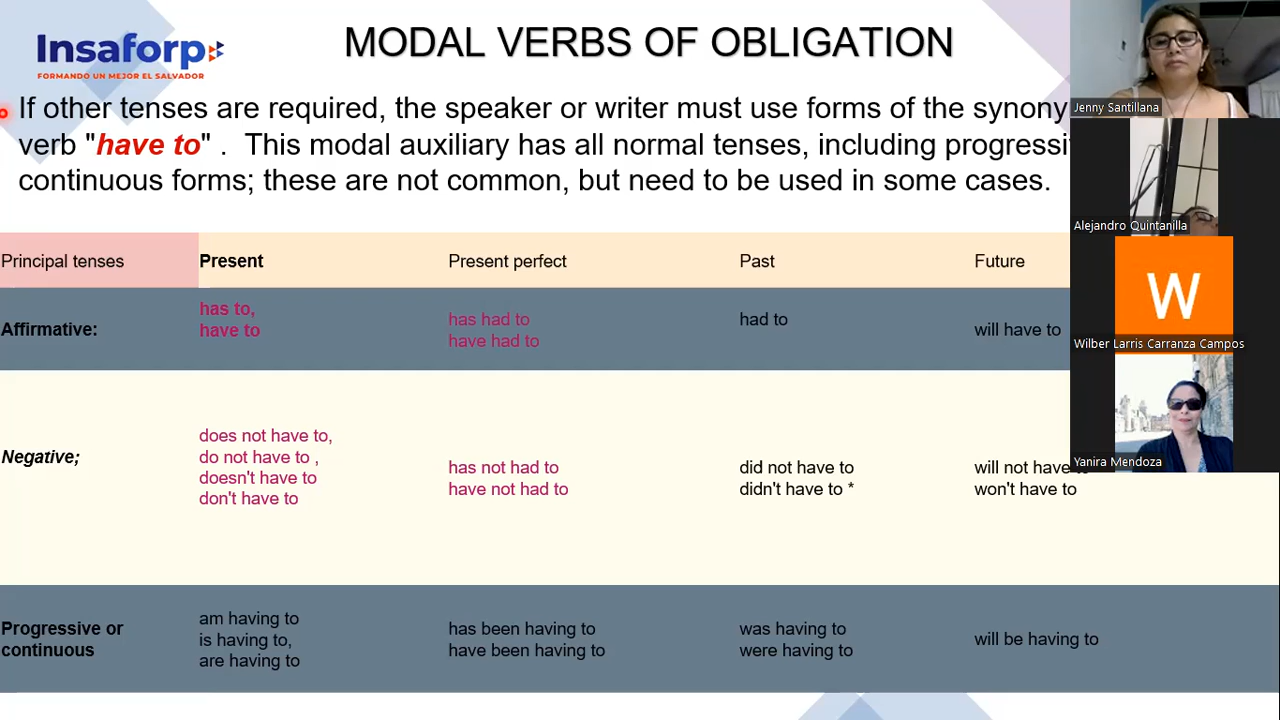 Insaforp
FORMANDO UN MEJOR EL SALVADOR
MODAL VERBS OF OBLIGATION
If other tenses are required, the speaker or writer must use forms of the synony
verb "have to" . This modal auxiliary has all normal tenses, including progressi
continuous forms; these are not common, but need to be used in some cases.
Principal tenses Present Present perfect Past Future
Affirmative: has to,
have to
has had to
have had to
had to
will have to
Negative; does not have to,
do not have to ,
doesn't have to
don't have to
has not had to
have not had to
did not have to
didn't have to *
will not have to
won't have to
Progressive or
continuous
am having to
is having to,
are having to
has been having to
have been having to
was having to
were having to
will be having to
Jenny Santillana
Alejandro Quintanilla
W
Wilber Larris Carranza Campos
Yanira Mendoza